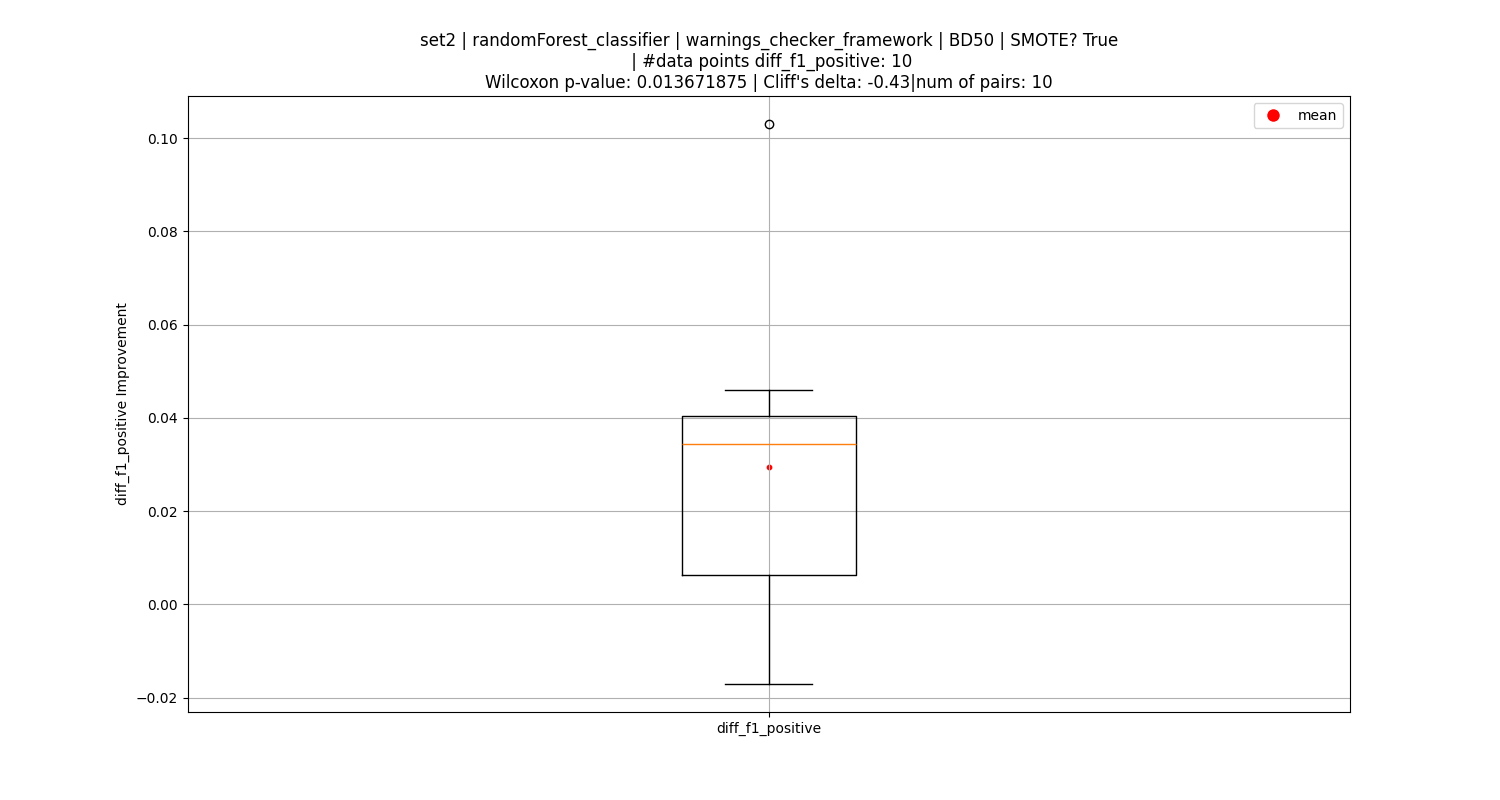 set2 | randomForest_classifier | warnings_checker_framework | BD50 | SMOTE? True
| #data points diff_f1_positive: 10
Wilcoxon p-value: 0.013671875 | Cliff's delta: -0.43|num of pairs: 10
mean
0.10
0.08
0.06
0.04
0.02
0.00
−0.02
diff_f1_positive Improvement
diff_f1_positive